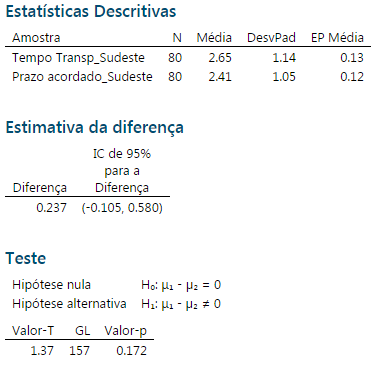 Estatísticas Descritivas
Amostra N Média DesvPad EP Média
Tempo Transp_Sudeste 80 2.65 1.14 0.13
Prazo acordado_Sudeste 80 2.41 1.05 0.12
Estimativa da diferença
IC de 95%
para a
Diferença Diferença
0.237 (-0.105, 0.580)
Teste
Hipótese nula H₀: μ₁ - µ₂ = 0
Hipótese alternativa H₁: μ₁ - µ₂ ≠ 0
Valor-T GL Valor-p
1.37 157 0.172